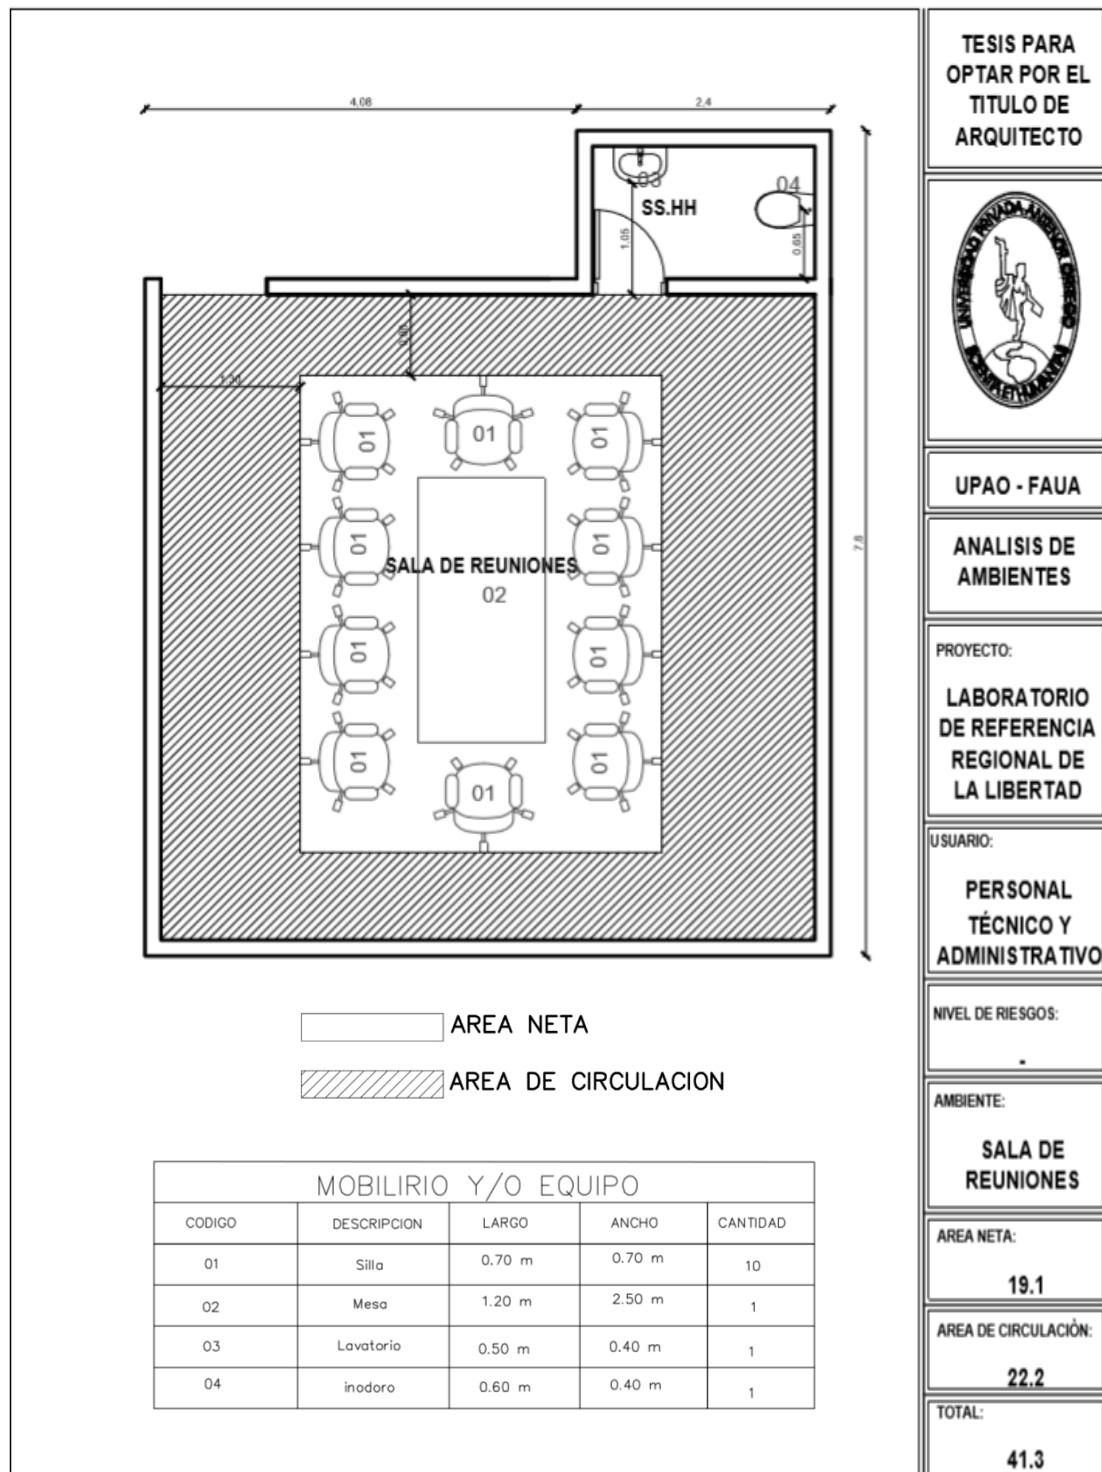 TESIS PARA
OPTAR POR EL
TITULO DE
ARQUITECTO
UNIVERSIDAD PRIVADA ANTENOR ORREGO
UPAO - FAUA
ANALISIS DE
AMBIENTES
PROYECTO:
LABORATORIO
DE REFERENCIA
REGIONAL DE
LA LIBERTAD
USUARIO:
PERSONAL
TÉCNICO Y
ADMINISTRATIVO
NIVEL DE RIESGOS:
-
AMBIENTE:
SALA DE
REUNIONES
AREA NETA:
19.1
AREA DE CIRCULACIÒN:
22.2
TOTAL:
41.3
4,08
2,4
03
04
SS.HH
1,05
0,65
1,30
7,8
01
01
01
01
01
SALA DE REUNIONES
02
01
01
01
01
01
AREA NETA
AREA DE CIRCULACION
MOBILIRIO Y/O EQUIPO
CODIGO DESCRIPCION LARGO ANCHO CANTIDAD
01 Silla 0.70 m 0.70 m 10
02 Mesa 1.20 m 2.50 m 1
03 Lavatorio 0.50 m 0.40 m 1
04 inodoro 0.60 m 0.40 m 1